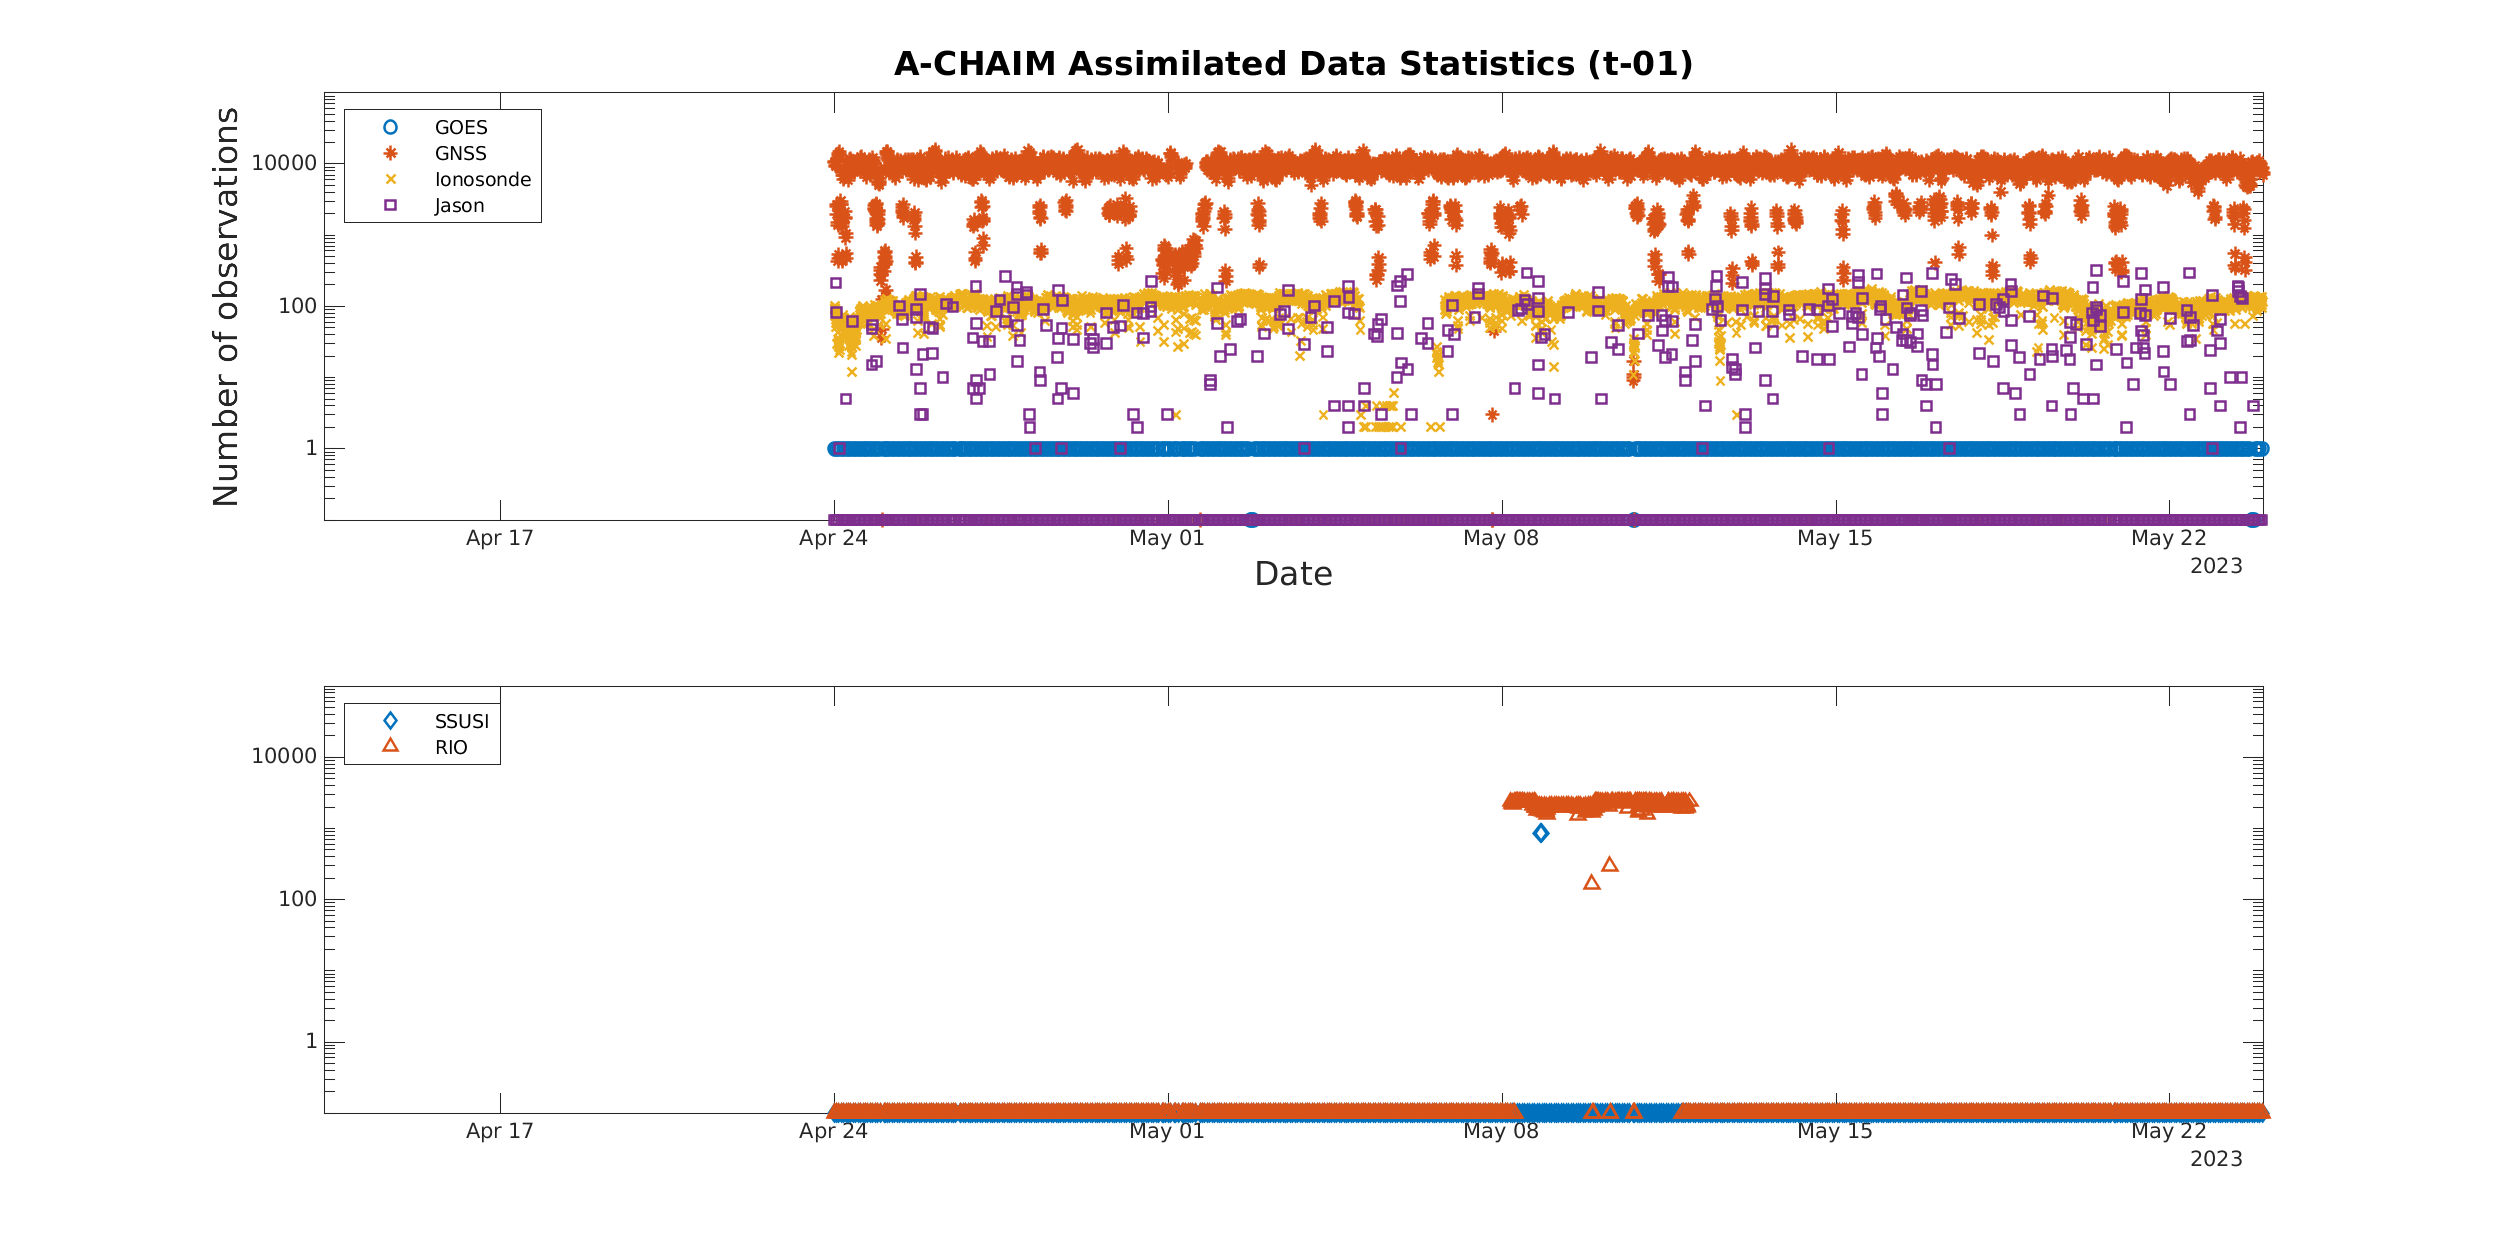 A-CHAIM Assimilated Data Statistics (t-01)
Number of observations
10000
100
1
GOES
GNSS
Ionosonde
Jason
Apr 17
Apr 24
May 01
May 08
May 15
May 22
2023
Date
10000
100
1
SSUSI
RIO
Apr 17
Apr 24
May 01
May 08
May 15
May 22
2023